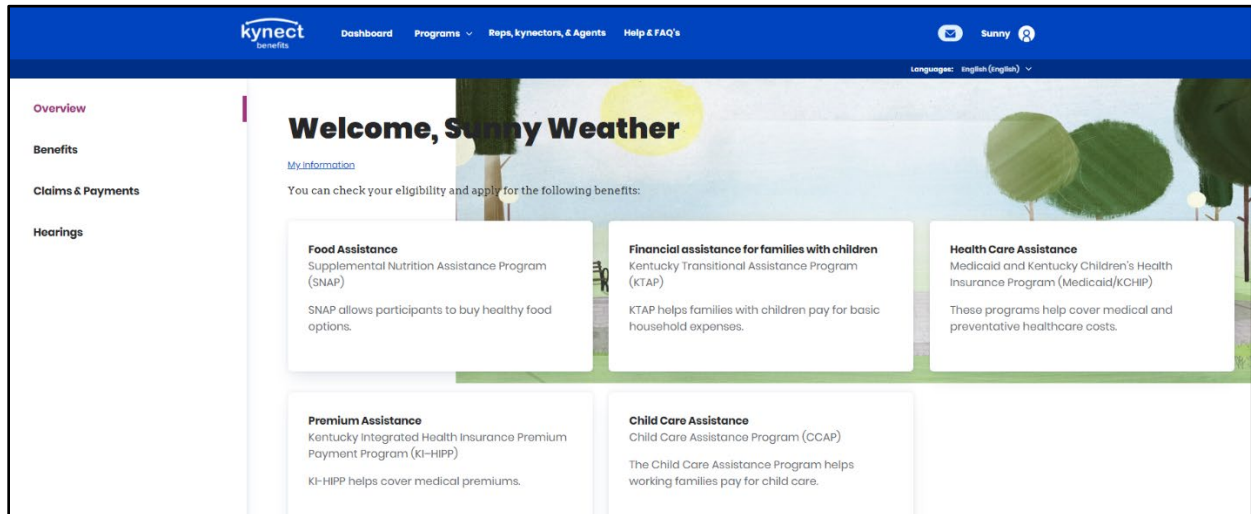 kynect
benefits
Dashboard
Programs
Reps, kynectors, & Agents
Help & FAQ's
Sunny
Languages: English (English)
Overview
Benefits
Claims & Payments
Hearings
Welcome, Sunny Weather
My information
You can check your eligibility and apply for the following benefits:
Food Assistance
Supplemental Nutrition Assistance Program
(SNAP)
SNAP allows participants to buy healthy food
options.
Financial assistance for families with children
Kentucky Transitional Assistance Program
(KTAP)
KTAP helps families with children pay for basic
household expenses.
Health Care Assistance
Medicaid and Kentucky Children's Health
Insurance Program (Medicaid/KCHIP)
These programs help cover medical and
preventative healthcare costs.
Premium Assistance
Kentucky Integrated Health Insurance Premium
Payment Program (KI-HIPP)
KI-HIPP helps cover medical premiums.
Child Care Assistance
Child Care Assistance Program (CCAP)
The Child Care Assistance Program helps
working families pay for child care.